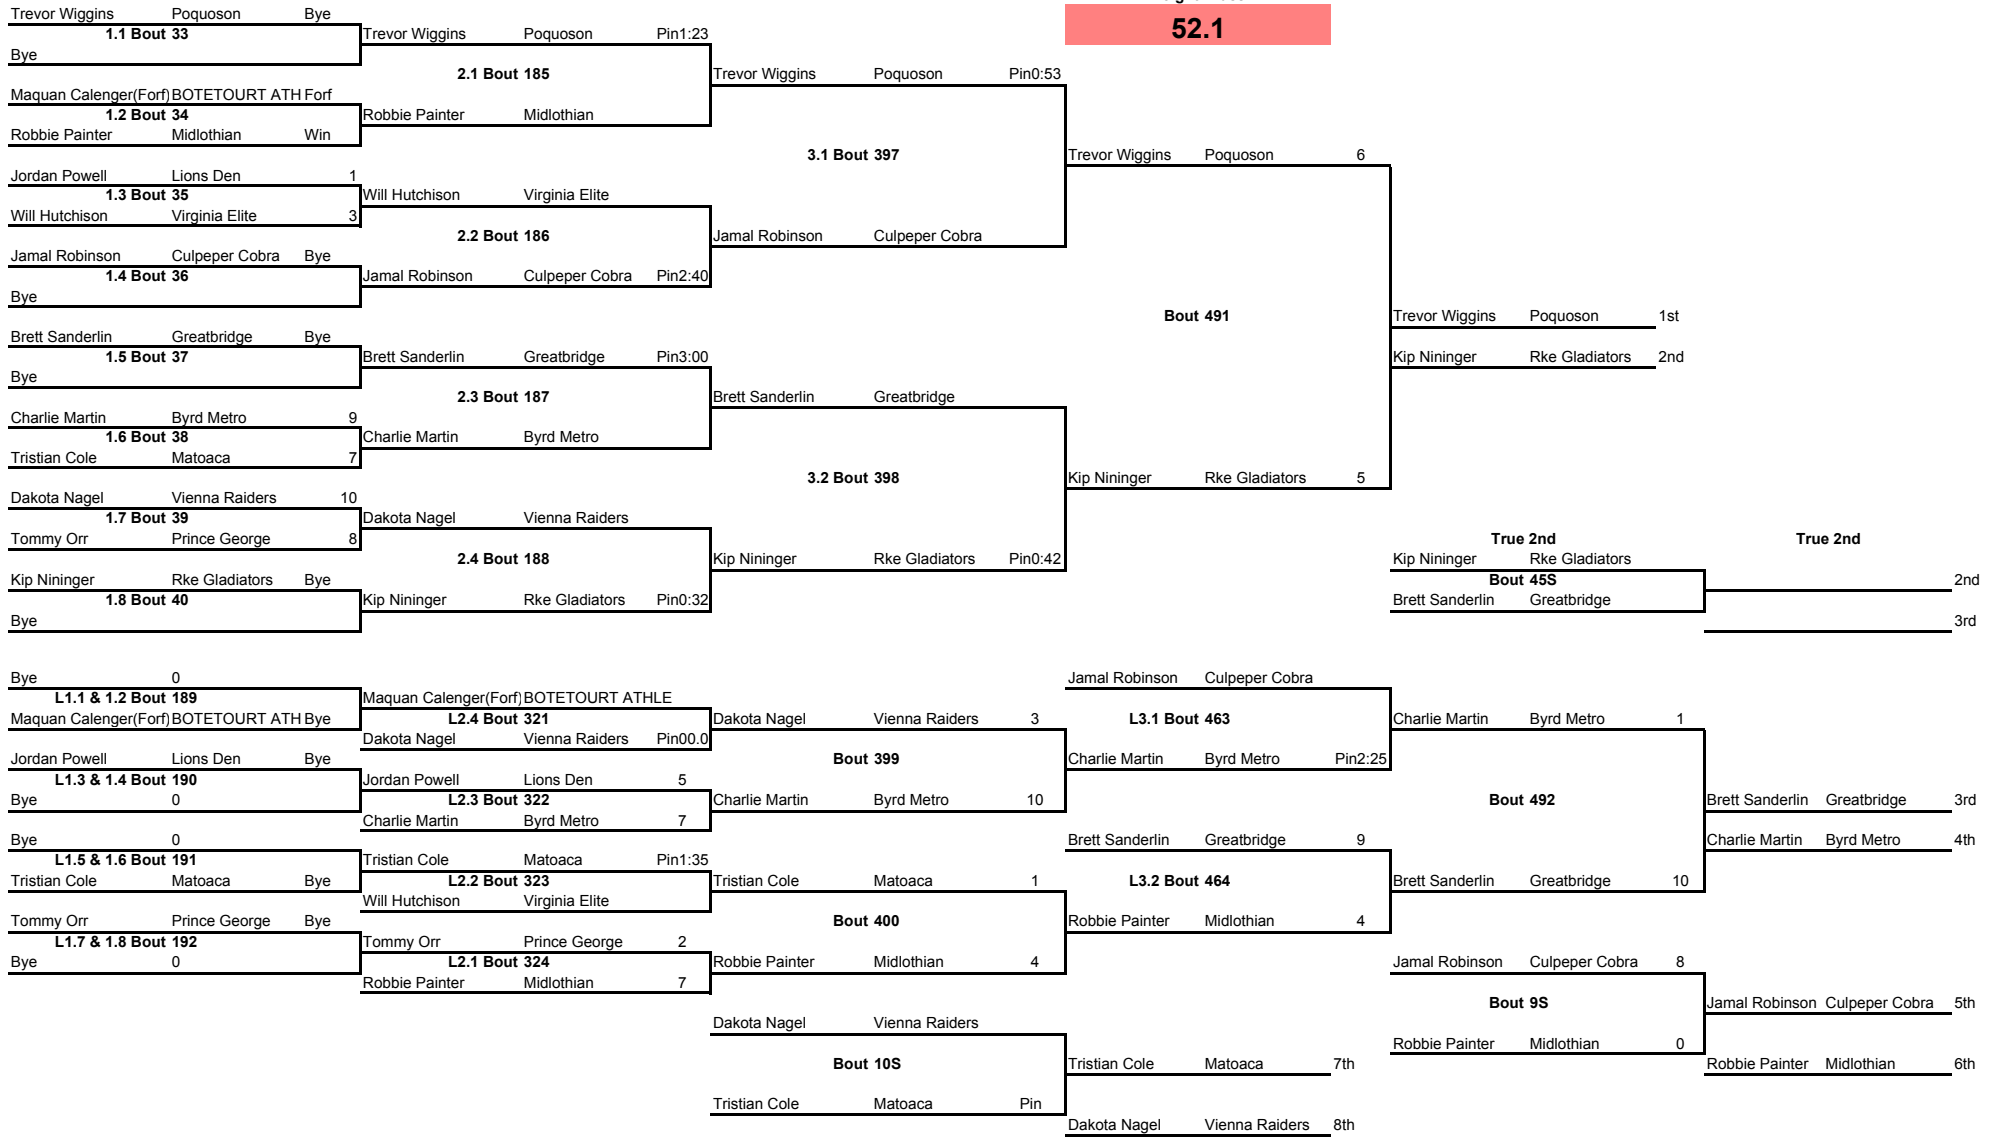 52.1
Trevor Wiggins Poquoson Bye
1.1 Bout 33
Bye
Maquan Calenger(Forf) BOTETOURT ATH Forf
1.2 Bout 34
Robbie Painter Midlothian Win
Jordan Powell Lions Den 1
1.3 Bout 35
Will Hutchison Virginia Elite 3
Jamal Robinson Culpeper Cobra Bye
1.4 Bout 36
Bye
Brett Sanderlin Greatbridge Bye
1.5 Bout 37
Bye
Charlie Martin Byrd Metro 9
1.6 Bout 38
Tristian Cole Matoaca 7
Dakota Nagel Vienna Raiders 10
1.7 Bout 39
Tommy Orr Prince George 8
Kip Nininger Rke Gladiators Bye
1.8 Bout 40
Bye
Trevor Wiggins Poquoson Pin1:23
2.1 Bout 185
Robbie Painter Midlothian
Will Hutchison Virginia Elite
2.2 Bout 186
Jamal Robinson Culpeper Cobra Pin2:40
Brett Sanderlin Greatbridge Pin3:00
2.3 Bout 187
Charlie Martin Byrd Metro
Dakota Nagel Vienna Raiders
2.4 Bout 188
Kip Nininger Rke Gladiators Pin0:32
Trevor Wiggins Poquoson Pin0:53
3.1 Bout 397
Jamal Robinson Culpeper Cobra
Brett Sanderlin Greatbridge
3.2 Bout 398
Kip Nininger Rke Gladiators Pin0:42
Trevor Wiggins Poquoson 6
Bout 491
Kip Nininger Rke Gladiators 5
Trevor Wiggins Poquoson 1st
Kip Nininger Rke Gladiators 2nd
True 2nd True 2nd
Kip Nininger Rke Gladiators
Bout 45S
Brett Sanderlin Greatbridge
2nd
3rd
Bye 0
L1.1 & 1.2 Bout 189
Maquan Calenger(Forf) BOTETOURT ATH Bye
Jordan Powell Lions Den Bye
L1.3 & 1.4 Bout 190
Bye 0
Bye 0
L1.5 & 1.6 Bout 191
Tristian Cole Matoaca Bye
Tommy Orr Prince George Bye
L1.7 & 1.8 Bout 192
Bye 0
Maquan Calenger(Forf) BOTETOURT ATHLE
L2.4 Bout 321
Dakota Nagel Vienna Raiders Pin00.0
Jordan Powell Lions Den 5
L2.3 Bout 322
Charlie Martin Byrd Metro 7
Tristian Cole Matoaca Pin1:35
L2.2 Bout 323
Will Hutchison Virginia Elite
Tommy Orr Prince George 2
L2.1 Bout 324
Robbie Painter Midlothian 7
Dakota Nagel Vienna Raiders 3
Bout 399
Charlie Martin Byrd Metro 10
Tristian Cole Matoaca 1
Bout 400
Robbie Painter Midlothian 4
Jamal Robinson Culpeper Cobra
L3.1 Bout 463
Charlie Martin Byrd Metro Pin2:25
Brett Sanderlin Greatbridge 9
L3.2 Bout 464
Robbie Painter Midlothian 4
Charlie Martin Byrd Metro 1
Bout 492
Brett Sanderlin Greatbridge 10
Brett Sanderlin Greatbridge 3rd
Charlie Martin Byrd Metro 4th
Jamal Robinson Culpeper Cobra 8
Bout 9S
Robbie Painter Midlothian 0
Jamal Robinson Culpeper Cobra 5th
Robbie Painter Midlothian 6th
Dakota Nagel Vienna Raiders
Bout 10S
Tristian Cole Matoaca Pin
Tristian Cole Matoaca 7th
Dakota Nagel Vienna Raiders 8th